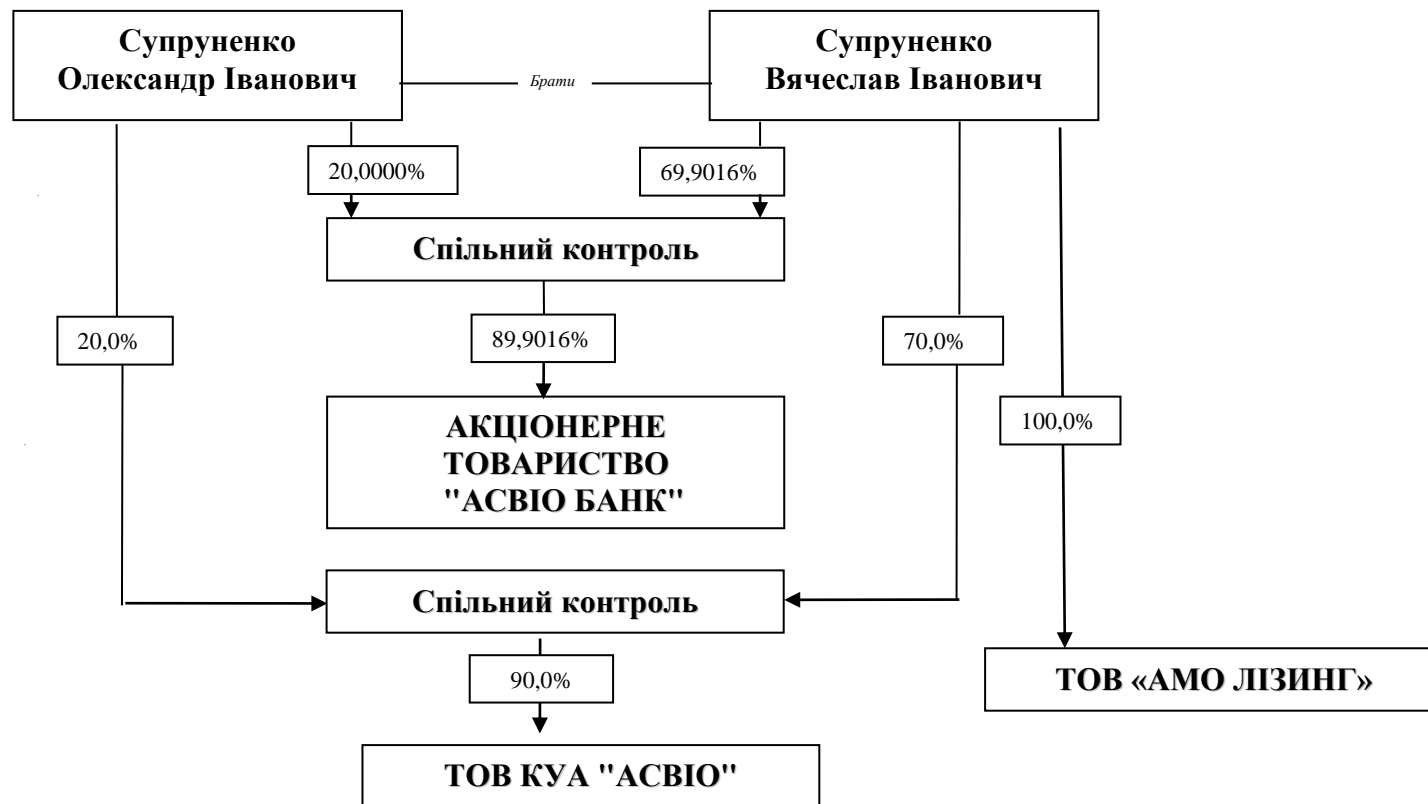 Супруненко
Олександр Іванович
Брати
Супруненко
Вячеслав Іванович
20,0000%
69,9016%
Спільний контроль
20,0%
89,9016%
70,0%
АКЦІОНЕРНЕ
ТОВАРИСТВО
"АСВІО БАНК"
100,0%
Спільний контроль
90,0%
ТОВ «АМО ЛІЗИНГ»
ТОВ КУА "АСВІО"